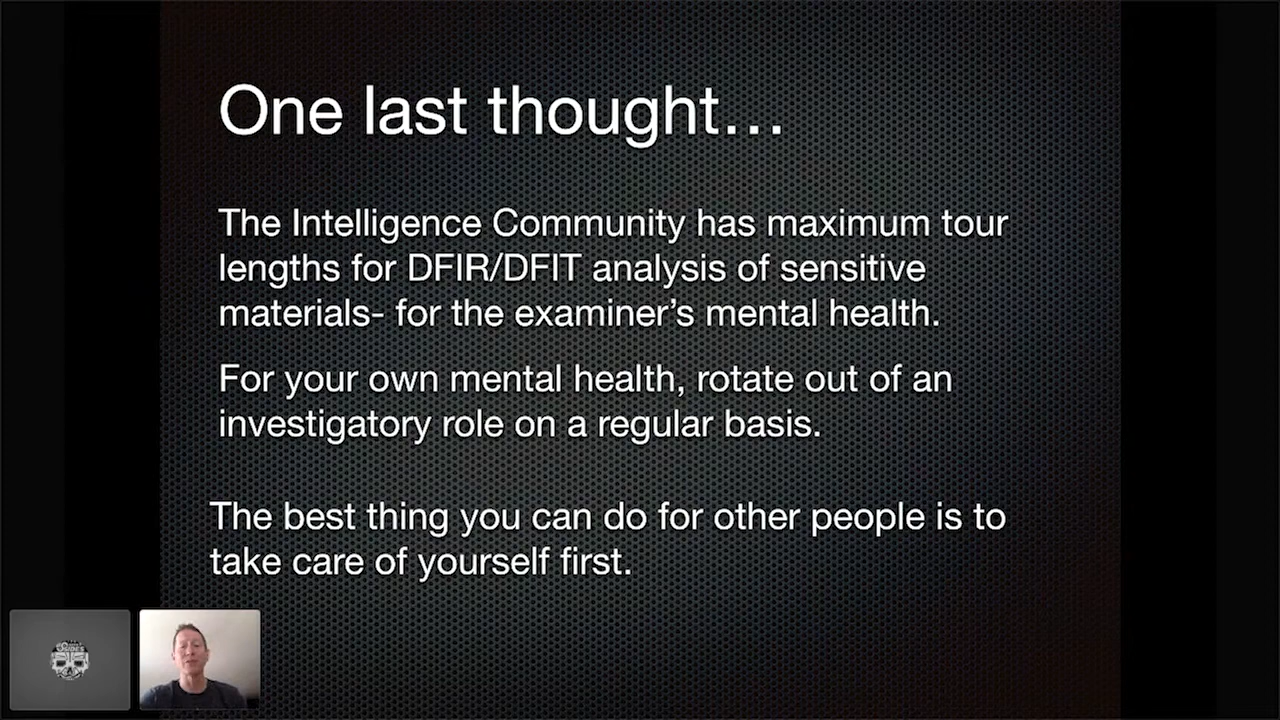 One last thought…
The Intelligence Community has maximum tour
lengths for DFIR/DFIT analysis of sensitive
materials- for the examiner’s mental health.
For your own mental health, rotate out of an
investigatory role on a regular basis.
The best thing you can do for other people is to
take care of yourself first.
SIDES